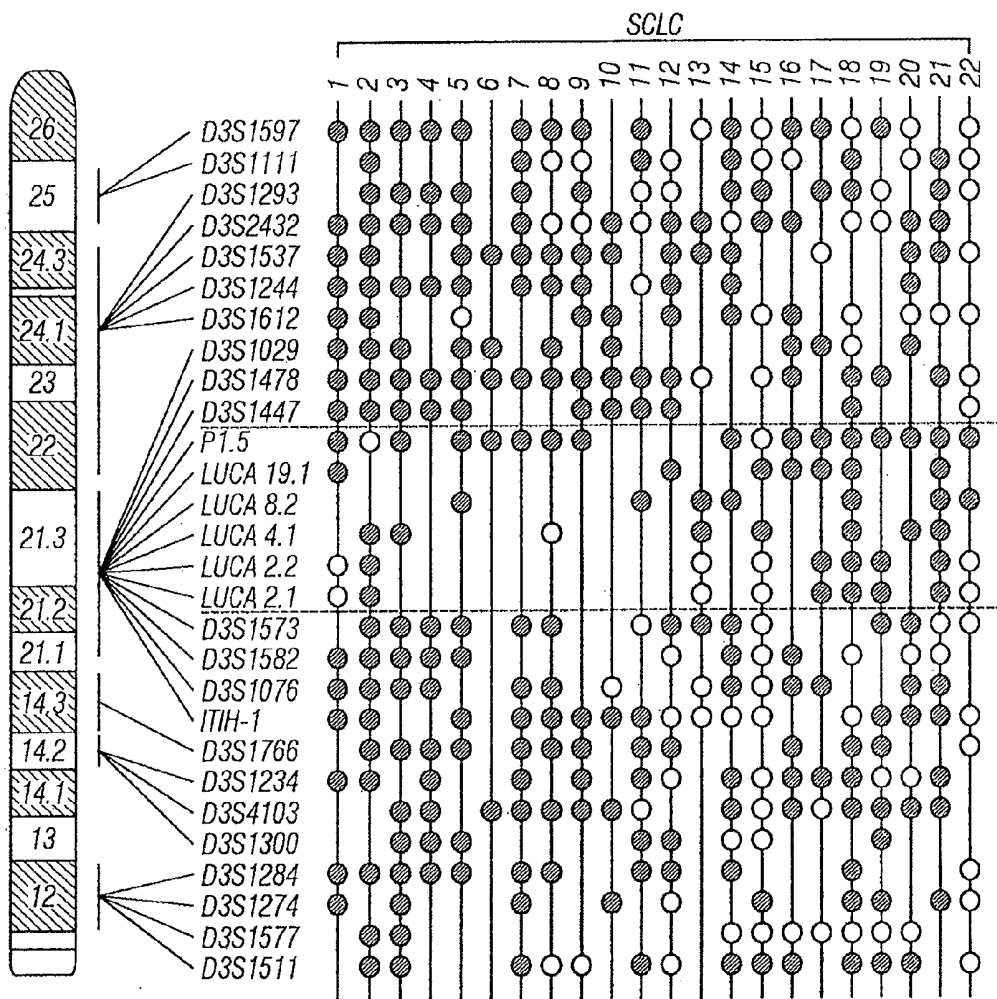 SCLC
1 2 3 4 5 6 7 8 9 10 11 12 13 14 15 16 17 18 19 20 21 22
26
25
24.3
24.1
23
22
21.3
21.2
21.1
14.3
14.2
14.1
13
12
D3S1597
D3S1111
D3S1293
D3S2432
D3S1537
D3S1244
D3S1612
D3S1029
D3S1478
D3S1447
P1.5
LUCA 19.1
LUCA 8.2
LUCA 4.1
LUCA 2.2
LUCA 2.1
D3S1573
D3S1582
D3S1076
ITIH-1
D3S1766
D3S1234
D3S4103
D3S1300
D3S1284
D3S1274
D3S1577
D3S1511